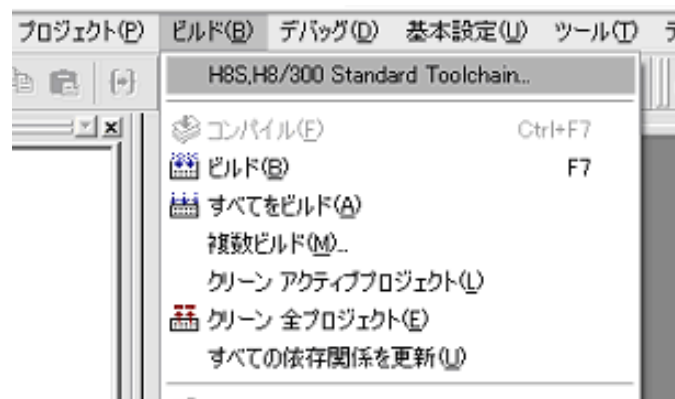 プロジェクト(P) ビルド(B) デバッグ(D) 基本設定(U) ツール(T)
H8S,H8/300 Standard Toolchain...
コンパイル(F) Ctrl+F7
ビルド(B) F7
すべてをビルド(A)
複数ビルド(M)...
クリーン アクティブプロジェクト(L)
クリーン 全プロジェクト(E)
すべての依存関係を更新(U)